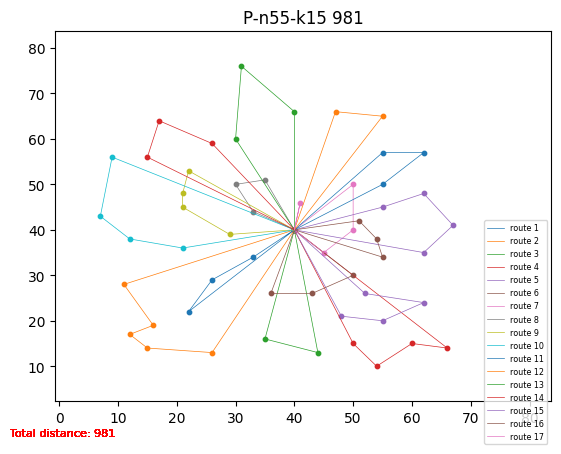 P-n55-k15 981
80
70
60
50
40
30
20
10
0 10 20 30 40 50 60 70 80
route 1
route 2
route 3
route 4
route 5
route 6
route 7
route 8
route 9
route 10
route 11
route 12
route 13
route 14
route 15
route 16
route 17
Total distance: 981